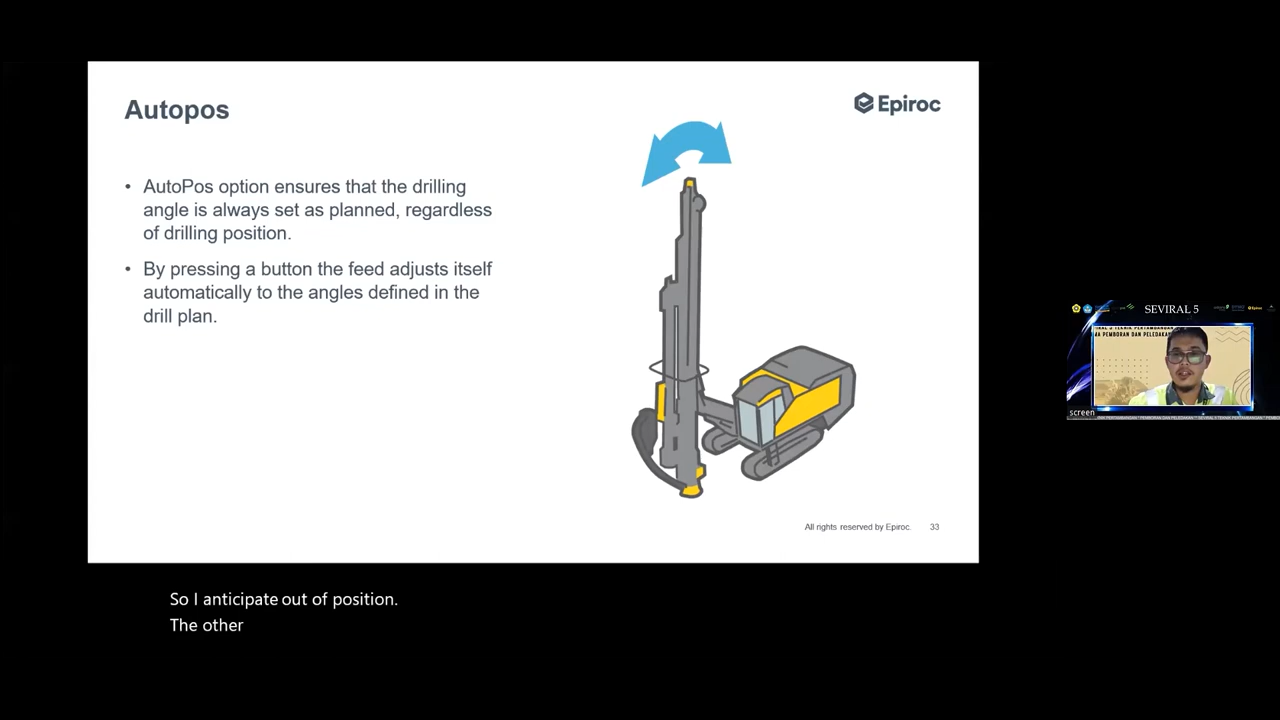 Autopos
Epiroc
• AutoPos option ensures that the drilling
angle is always set as planned, regardless
of drilling position.
• By pressing a button the feed adjusts itself
automatically to the angles defined in the
drill plan.
All rights reserved by Epiroc
33
SEVIRAL 5
screen
So I anticipate out of position.
The other